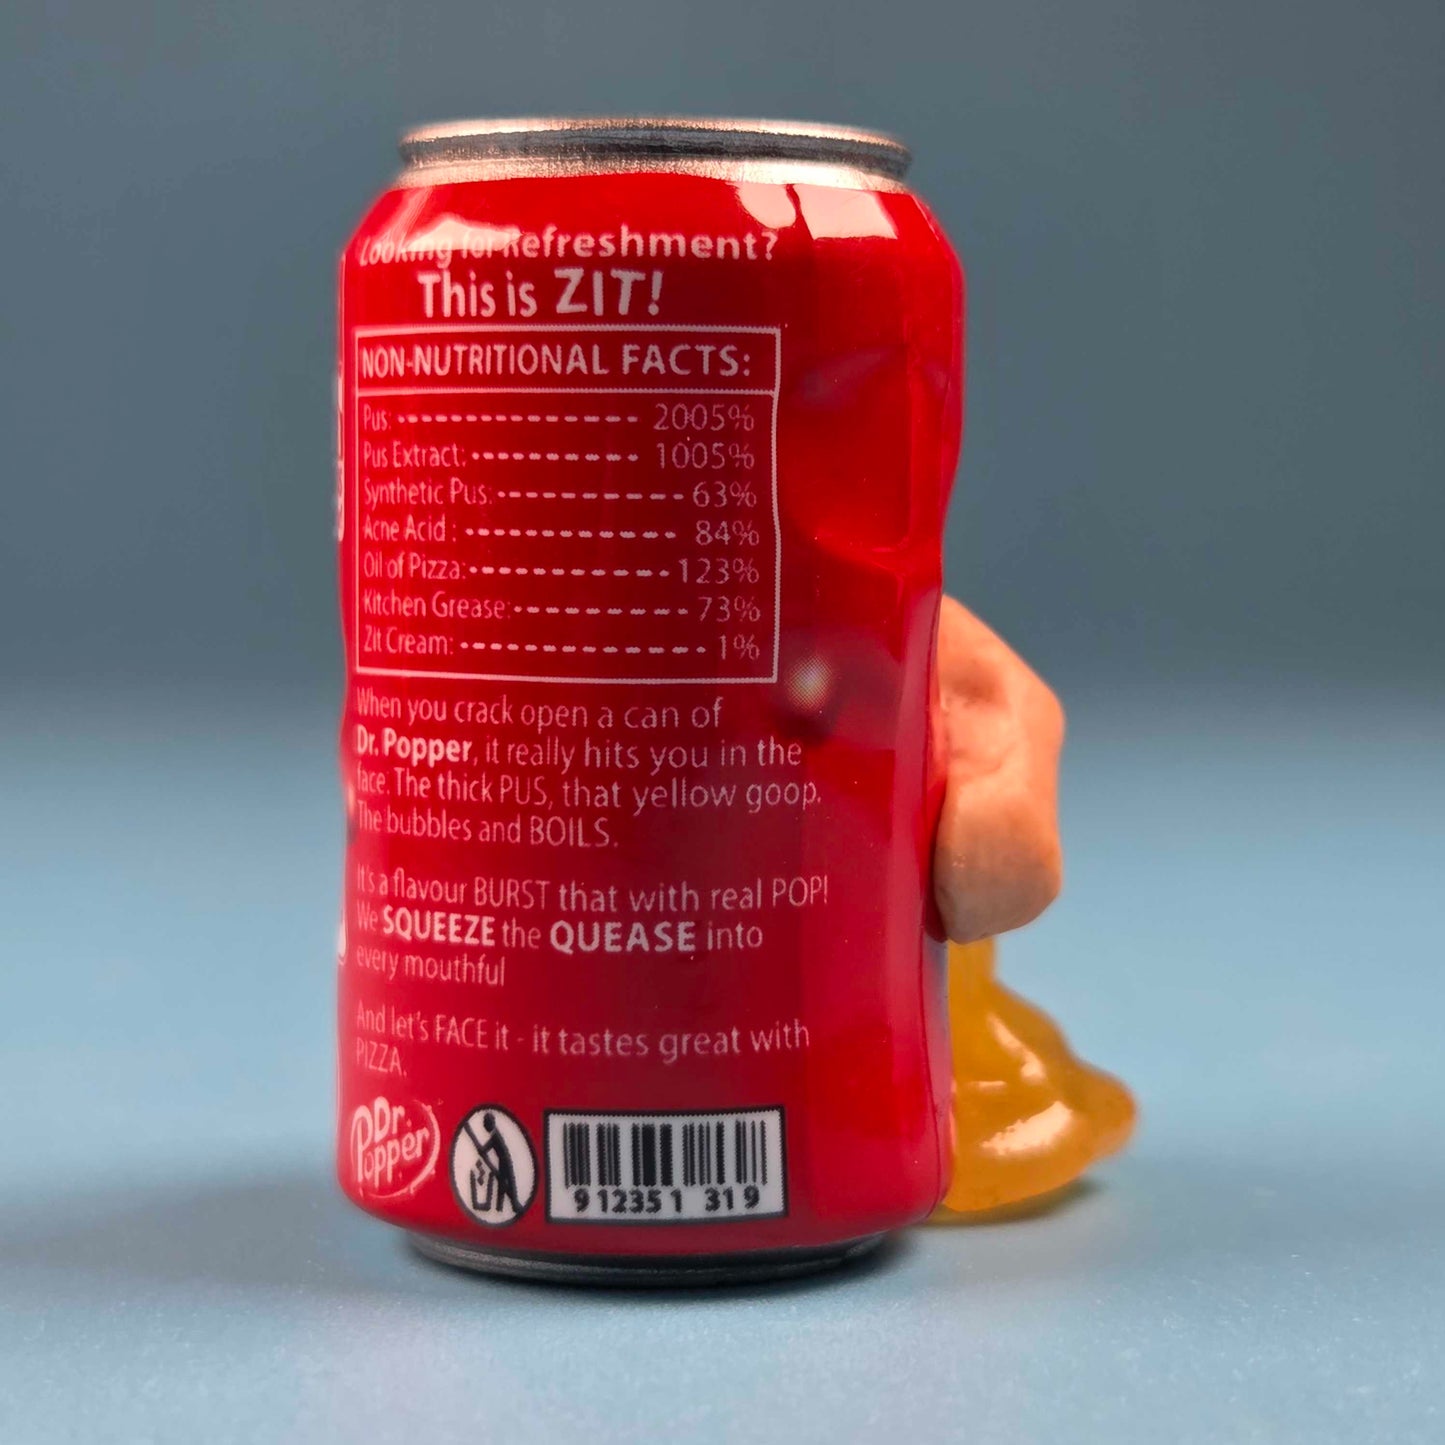 Looking for Refreshment?
This is ZIT!
NON-NUTRITIONAL FACTS:
Pus: 2005%
Pus Extract: 1005%
Synthetic Pus: 63%
Acne Acid : 84%
Oil of Pizza: 123%
Kitchen Grease: 73%
Zit Cream: 1%
When you crack open a can of
Dr. Popper, it really hits you in the
face. The thick PUS, that yellow goop.
The bubbles and BOILS.
It's a flavour BURST that with real POP!
We SQUEEZE the QUEASE into
every mouthful
And let's FACE it - it tastes great with
PIZZA.
Dr.
Popper
9 12351 319